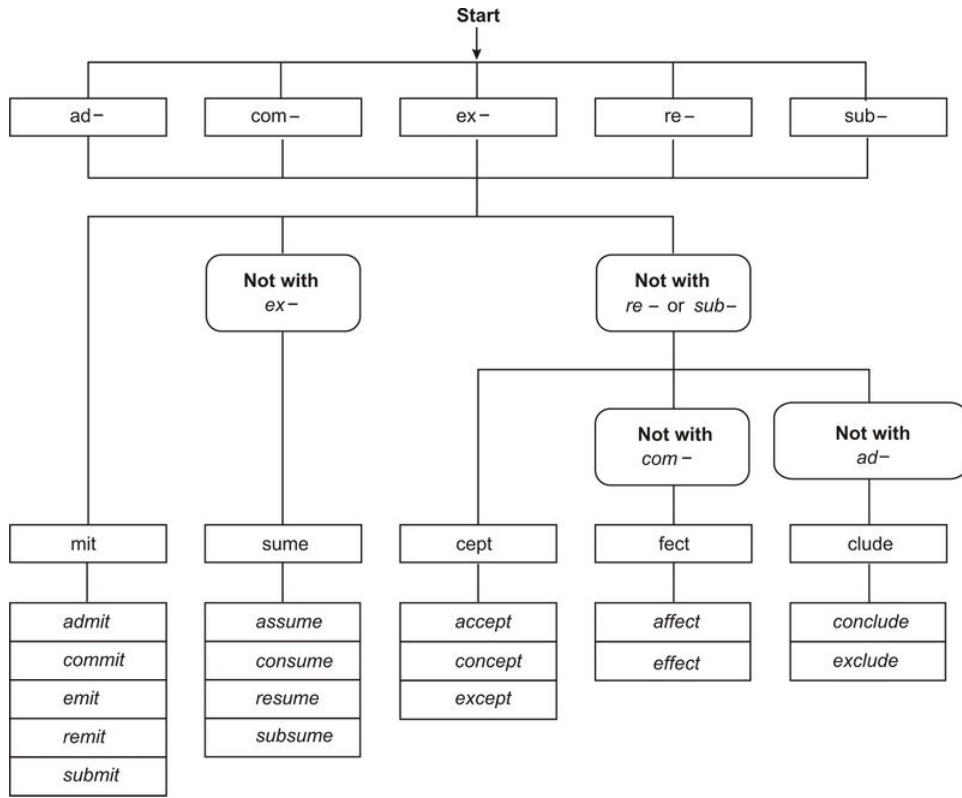 Start
ad–
com–
ex–
re–
sub–
Not with
ex–
Not with
re – or sub–
Not with
com–
Not with
ad–
mit
sume
cept
fect
clude
admit
assume
accept
affect
conclude
commit
consume
concept
effect
exclude
emit
resume
except
remit
subsume
submit